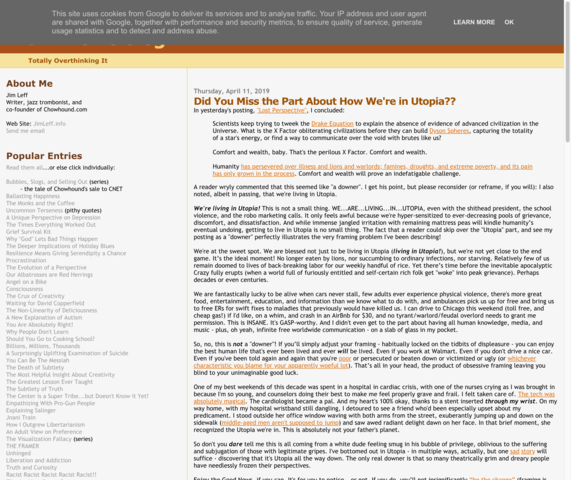 This site uses cookies from Google to deliver its services and to analyse traffic. Your IP address and user agent
are shared with Google, together with performance and security metrics, to ensure quality of service, generate
usage statistics and to detect and address abuse.
LEARN MORE OK
Totally Overthinking It
About Me
Jim Leff
Writer, jazz trombonist, and
co-founder of Chowhound.com
Web Site: JimLeff.info
Send me email
Popular Entries
Read them all....or else click individually:
Bubbles, Slogs, and Selling Out (series)
- the tale of Chowhound's sale to CNET
Ballasting Happiness
The Monks and the Coffee
Uncommon Terseness (pithy quotes)
A Unique Perspective on Depression
The Times Everything Worked Out
Grief Survival Kit
Why 'God' Lets Bad Things Happen
The Deeper Implications of Holiday Blues
Resilience Means Giving Serendipity a Chance
Procrastination
The Evolution of a Perspective
Our Albatrosses are Red Herrings
Angel on a Bike
Consciousness
The Crux of Creativity
Waiting for David Copperfield
The Non-Linearity of Deliciousness
A New Explanation of Autism
You Are Absolutely Right!
Why People Don't Learn
Should You Go to Cooking School?
Billions, Millions, Thousands
A Surprisingly Uplifting Examination of Suicide
You Can Be The Messiah
The Death of Subtlety
The Most Helpful Insight About Creativity
The Greatest Lesson Ever Taught
The Subtlety of Truth
The Center is a Super Tribe...but Doesn't Know it Yet!
Empathizing With Pro-Gun People
Explaining Salinger
Jnani Train
How I Outgrew Libertarianism
An Adult View on Preference
The Visualization Fallacy (series)
THE FRAMER
Unhinged
Liberation and Addiction
Truth and Curiosity
Racist Racist Racist Racist Racist!!
Thursday, April 11, 2019
Did You Miss the Part About How We're in Utopia??
In yesterday's posting, "Lost Perspective", I concluded:
Scientists keep trying to tweek the Drake Equation to explain the absence of evidence of advanced civilization in the
Universe. What is the X Factor obliterating civilizations before they can build Dyson Spheres, capturing the totality
of a star's energy, or find a way to communicate over the void with brutes like us?
Comfort and wealth, baby. That's the perilous X Factor. Comfort and wealth.
Humanity has persevered over illness and lions and warlords; famines, droughts, and extreme poverty, and its pain
has only grown in the process. Comfort and wealth will prove an indefatigable challenge.
A reader wryly commented that this seemed like "a downer". I get his point, but please reconsider (or reframe, if you will): I also
noted, albeit in passing, that we're living in Utopia.
We're living in Utopia! This is not a small thing. WE...ARE...LIVING...IN...UTOPIA, even with the shithead president, the school
violence, and the robo marketing calls. It only feels awful because we're hyper-sensitized to ever-decreasing pools of grievance,
discomfort, and dissatisfaction. And while immense jangled irritation with remaining mattress peas will kindle humanity's
eventual undoing, getting to live in Utopia is no small thing. The fact that a reader could skip over the "Utopia" part, and see my
posting as a "downer" perfectly illustrates the very framing problem I've been describing!
We're at the sweet spot. We are blessed not just to be living in Utopia (living in Utopia!), but we're not yet close to the end
game. It's the ideal moment! No longer eaten by lions, nor succumbing to ordinary infections, nor starving. Relatively few of us
remain doomed to lives of back-breaking labor for our weekly handful of rice. Yet there's time before the inevitable apocalyptic
Crazy fully erupts (when a world full of furiously entitled and self-certain rich folk get "woke" into peak grievance). Perhaps
decades or even centuries.
We are fantastically lucky to be alive when cars never stall, few adults ever experience physical violence, there's more great
food, entertainment, education, and information than we know what to do with, and ambulances pick us up for free and bring us
to free ERs for swift fixes to maladies that previously would have killed us. I can drive to Chicago this weekend (toll free, and
cheap gas!) if I'd like, on a whim, and crash in an AirBnB for $30, and no tyrant/warlord/feudal overlord needs to grant me
permission. This is INSANE. It's GASP-worthy. And I didn't even get to the part about having all human knowledge, media, and
music - plus, oh yeah, infinite free worldwide communication - on a slab of glass in my pocket.
So, no, this is not a "downer"! If you'll simply adjust your framing - habitually locked on the tidbits of displeasure - you can enjoy
the best human life that's ever been lived and ever will be lived. Even if you work at Walmart. Even if you don't drive a nice car.
Even if you've been told again and again that you're poor or persecuted or beaten down or victimized or ugly (or whichever
characteristic you blame for your apparently woeful lot). That's all in your head, the product of obsessive framing leaving you
blind to your unimaginable good luck.
One of my best weekends of this decade was spent in a hospital in cardiac crisis, with one of the nurses crying as I was brought in
because I'm so young, and counselors doing their best to make me feel properly grave and frail. I felt taken care of. The tech was
absolutely magical. The cardiologist became a pal. And my heart's 100% okay, thanks to a stent inserted through my wrist. On my
way home, with my hospital wristband still dangling, I detoured to see a friend who'd been especially upset about my
predicament. I stood outside her office window waving with both arms from the street, exuberantly jumping up and down on the
sidewalk (middle-aged men aren't supposed to jump) and saw awed radiant delight dawn on her face. In that brief moment, she
recognized the Utopia we're in. This is absolutely not your father's planet.
So don't you dare tell me this is all coming from a white dude feeling smug in his bubble of privilege, oblivious to the suffering
and subjugation of those with legitimate gripes. I've bottomed out in Utopia - in multiple ways, actually, but one sad story will
suffice - discovering that it's Utopia all the way down. The only real downer is that so many theatrically grim and dreary people
have needlessly frozen their perspectives.